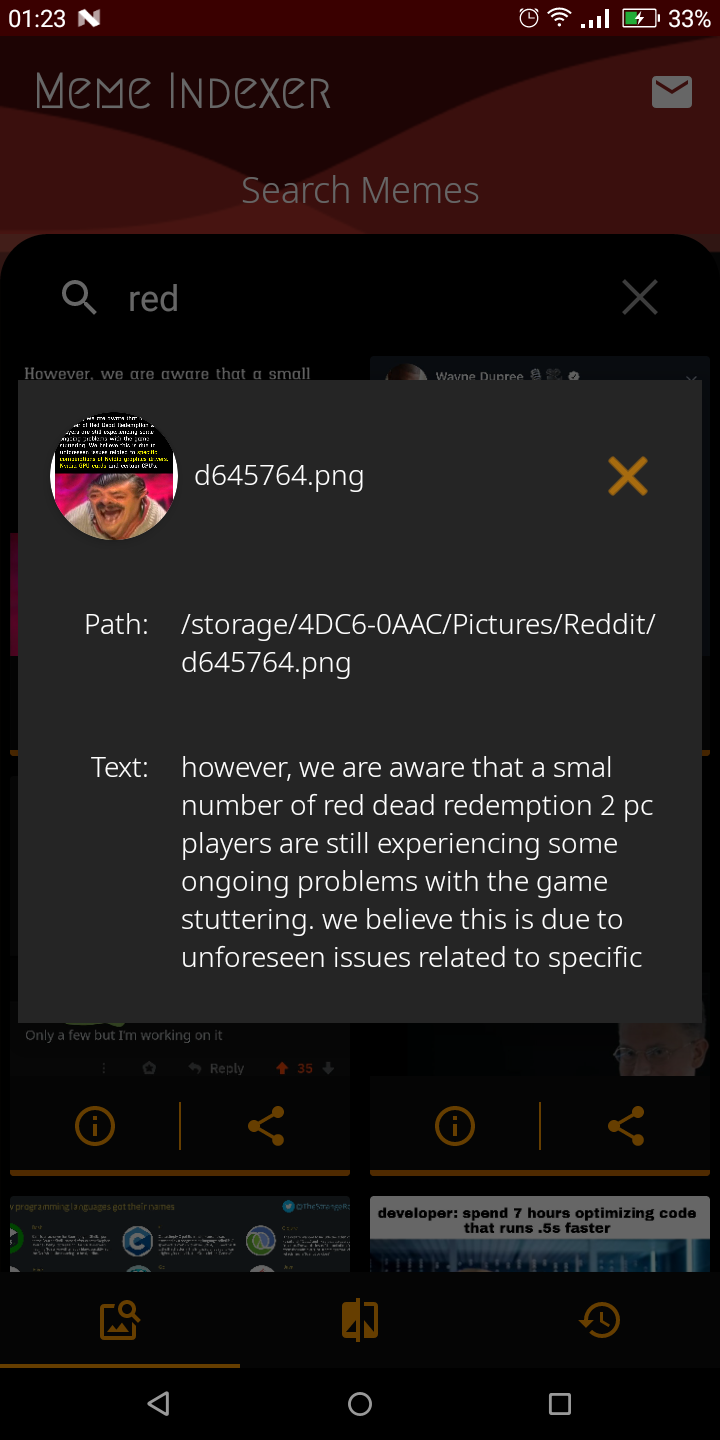 01:23
33%
Meme Indexer
Search Memes
red
However, we are aware that a small
Wayne Dupree
d645764.png
Path:
/storage/4DC6-0AAC/Pictures/Reddit/
d645764.png
Text:
however, we are aware that a smal
number of red dead redemption 2 pc
players are still experiencing some
ongoing problems with the game
stuttering. we believe this is due to
unforeseen issues related to specific
Only a few but I'm working on it
Reply
35
programming languages got their names
developer: spend 7 hours optimizing code
that runs .5s faster